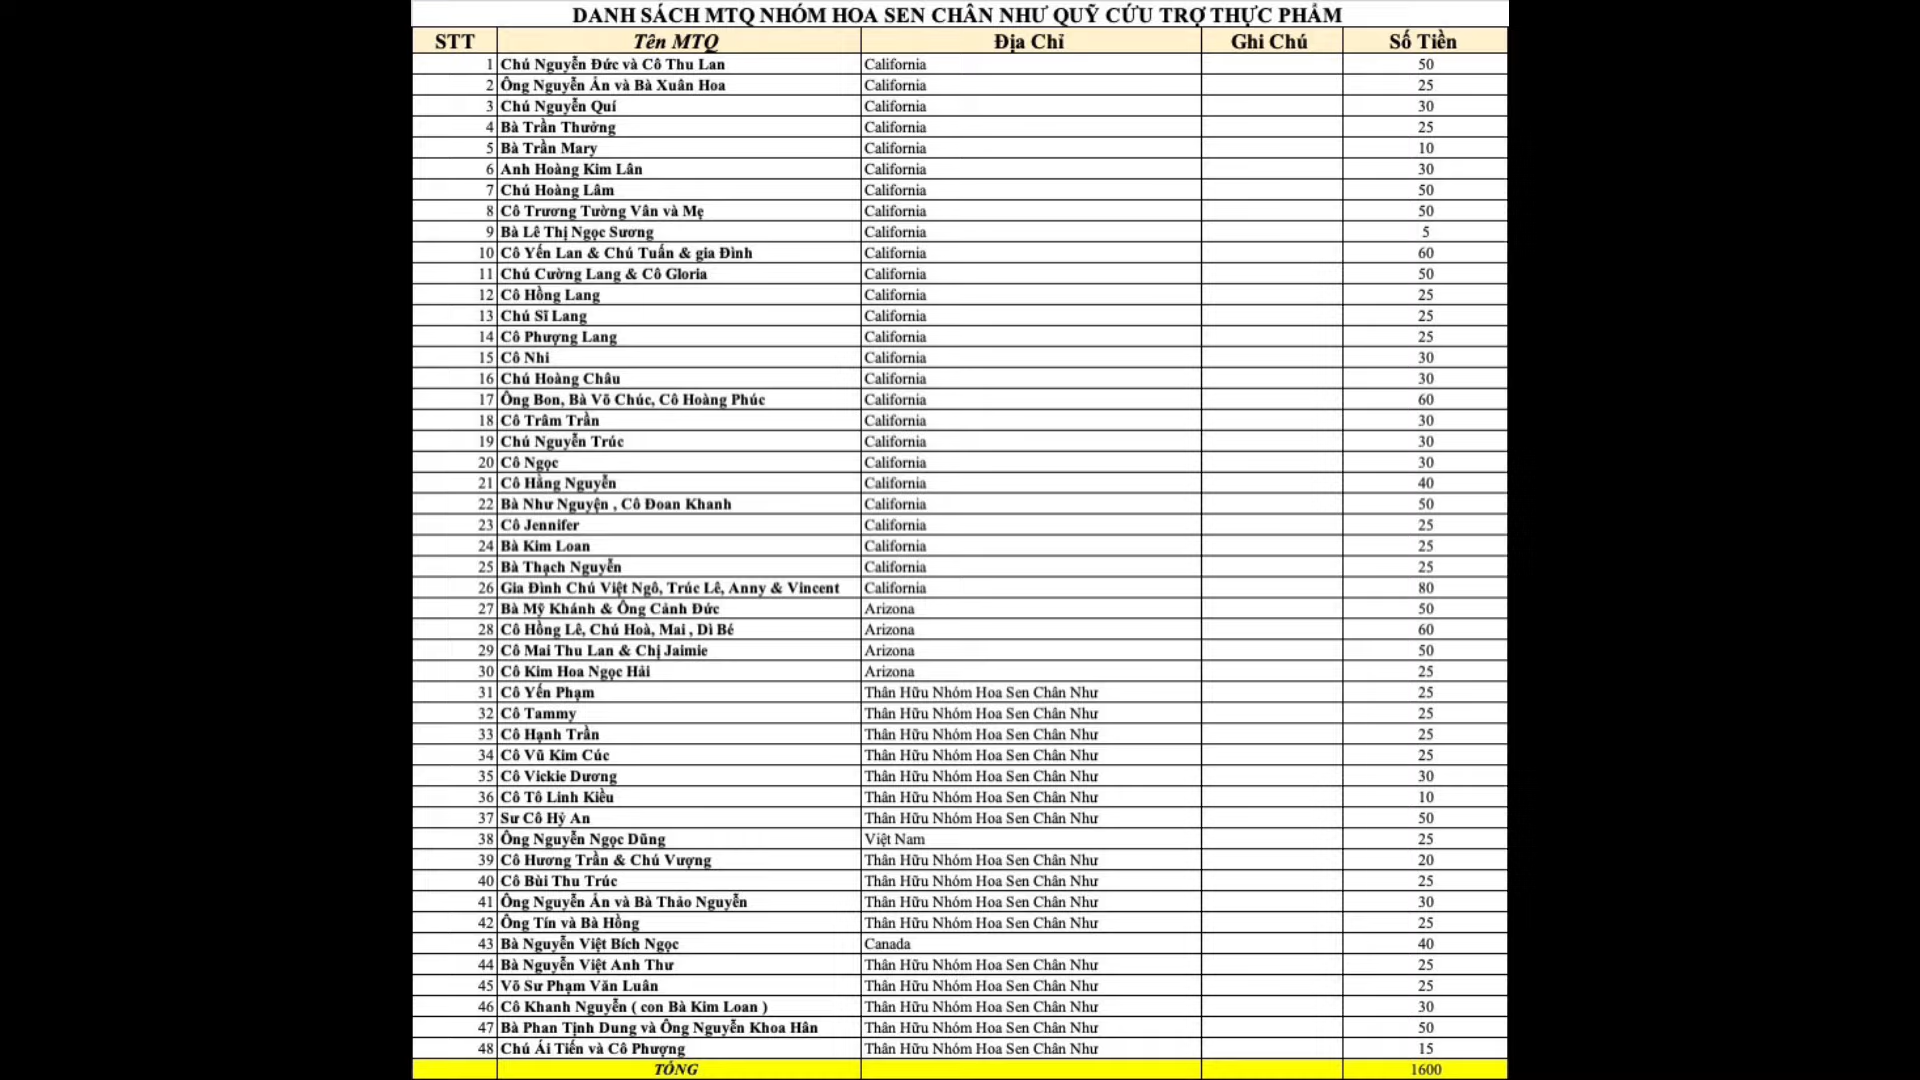 DANH SÁCH MTQ NHÓM HOA SEN CHÂN NHƯ QUỸ CỨU TRỢ THỰC PHẨM
STT Tên MTQ Địa Chỉ Ghi Chú Số Tiền
1 Chú Nguyễn Đức và Cô Thu Lan California 50
2 Ông Nguyễn Ẩn và Bà Xuân Hoa California 25
3 Chú Nguyễn Quí California 30
4 Bà Trần Thưởng California 25
5 Bà Trần Mary California 10
6 Anh Hoàng Kim Lân California 30
7 Chú Hoàng Lâm California 50
8 Cô Trương Tường Vân và Mẹ California 50
9 Bà Lê Thị Ngọc Sương California 5
10 Cô Yến Lan & Chú Tuấn & gia Đình California 60
11 Chú Cường Lang & Cô Gloria California 50
12 Cô Hồng Lang California 25
13 Chú Sĩ Lang California 25
14 Cô Phượng Lang California 25
15 Cô Nhi California 30
16 Chú Hoàng Châu California 30
17 Ông Bon, Bà Võ Chúc, Cô Hoàng Phúc California 60
18 Cô Trâm Trần California 30
19 Chú Nguyễn Trúc California 30
20 Cô Ngọc California 30
21 Cô Hằng Nguyễn California 40
22 Bà Như Nguyện , Cô Đoan Khanh California 50
23 Cô Jennifer California 25
24 Bà Kim Loan California 25
25 Bà Thạch Nguyễn California 25
26 Gia Đình Chú Việt Ngô, Trúc Lê, Anny & Vincent California 80
27 Bà Mỹ Khánh & Ông Cảnh Đức Arizona 50
28 Cô Hồng Lê, Chú Hoà, Mai , Dì Bé Arizona 60
29 Cô Mai Thu Lan & Chị Jaimie Arizona 50
30 Cô Kim Hoa Ngọc Hải Arizona 25
31 Cô Yến Phạm Thân Hữu Nhóm Hoa Sen Chân Như 25
32 Cô Tammy Thân Hữu Nhóm Hoa Sen Chân Như 25
33 Cô Hạnh Trần Thân Hữu Nhóm Hoa Sen Chân Như 25
34 Cô Vũ Kim Cúc Thân Hữu Nhóm Hoa Sen Chân Như 25
35 Cô Vickie Dương Thân Hữu Nhóm Hoa Sen Chân Như 30
36 Cô Tô Linh Kiều Thân Hữu Nhóm Hoa Sen Chân Như 10
37 Sư Cô Hỷ An Thân Hữu Nhóm Hoa Sen Chân Như 50
38 Ông Nguyễn Ngọc Dũng Việt Nam 25
39 Cô Hương Trần & Chú Vượng Thân Hữu Nhóm Hoa Sen Chân Như 20
40 Cô Bùi Thu Trúc Thân Hữu Nhóm Hoa Sen Chân Như 25
41 Ông Nguyễn Ẩn và Bà Thảo Nguyễn Thân Hữu Nhóm Hoa Sen Chân Như 30
42 Ông Tín và Bà Hồng Thân Hữu Nhóm Hoa Sen Chân Như 25
43 Bà Nguyễn Việt Bích Ngọc Canada 40
44 Bà Nguyễn Việt Anh Thư Thân Hữu Nhóm Hoa Sen Chân Như 25
45 Võ Sư Phạm Văn Luân Thân Hữu Nhóm Hoa Sen Chân Như 25
46 Cô Khanh Nguyễn ( con Bà Kim Loan ) Thân Hữu Nhóm Hoa Sen Chân Như 30
47 Bà Phan Tịnh Dung và Ông Nguyễn Khoa Hân Thân Hữu Nhóm Hoa Sen Chân Như 50
48 Chú Ái Tiến và Cô Phượng Thân Hữu Nhóm Hoa Sen Chân Như 15
TỔNG 1600